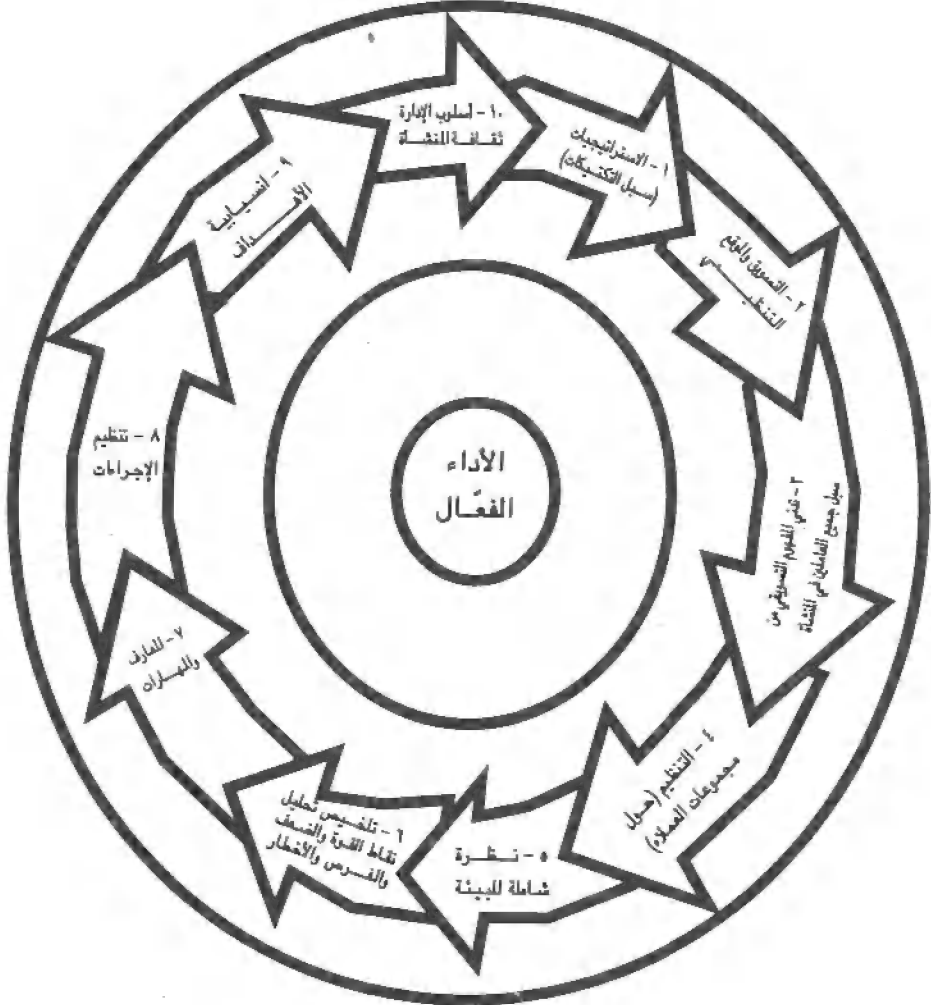 ١ - الاستراتيجيات
(سبل التكتيكات)
٢ - التسويق والموقع
التنظيمي
٣ - تبني المفهوم التسويقي من
قبل جميع العاملين في المنشأة
٤ - التنظيم (حول
مجموعات العملاء)
٥ - نظرة
شاملة للبيئة
٦ - تلخيص تحليل
نقاط القوة والضعف
والفرص والأخطار
٧ - المعارف
والمهارات
٨ - تنظيم
الإجراءات
٩ - انسيابية
الأهداف
١٠ - أسلوب الإدارة
ثقافة المنشأة
الأداء
الفعّال